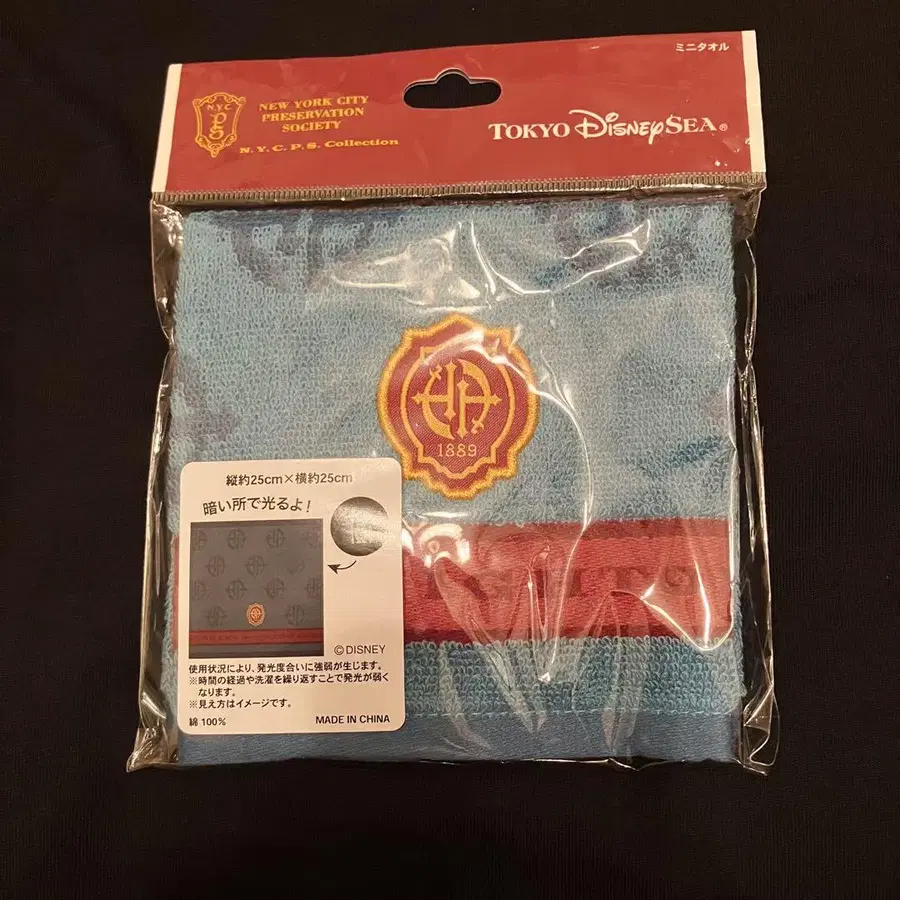 ミニタオル
N.Y.C.
P
S
NEW YORK CITY
PRESERVATION
SOCIETY
N.Y.C.P.S. Collection
TOKYO DISNEYSEA®
1889
縦約25cm×横約25cm
暗い所で光るよ!
©DISNEY
使用状況により、発光度合いに強弱が生じます。
※時間の経過や洗濯を繰り返すことで発光が弱く
なります。
※見え方はイメージです。
綿 100%
MADE IN CHINA